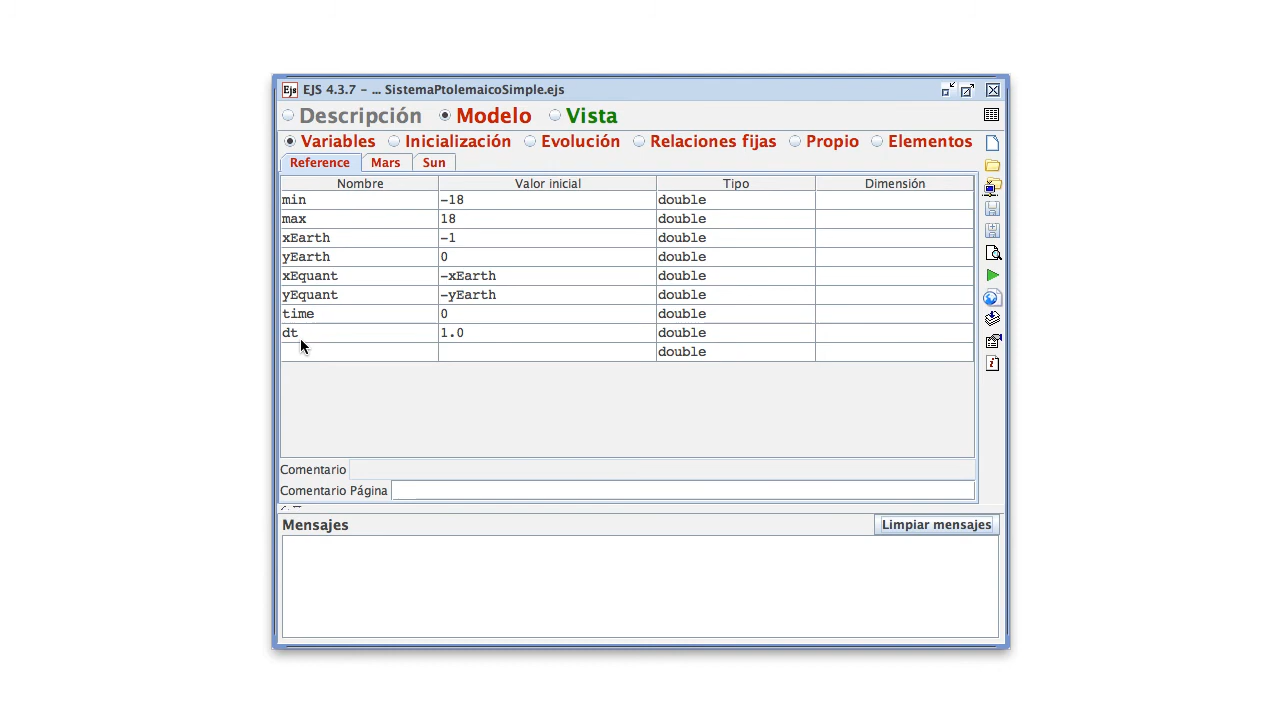 EJS 4.3.7 – ... SistemaPtolemaicoSimple.ejs
Descripción Modelo Vista
Variables Inicialización Evolución Relaciones fijas Propio Elementos
Reference Mars Sun
Nombre Valor inicial Tipo Dimensión
min -18 double
max 18 double
xEarth -1 double
yEarth 0 double
xEquant -xEarth double
yEquant -yEarth double
time 0 double
dt 1.0 double
double
Comentario
Comentario Página
Mensajes Limpiar mensajes